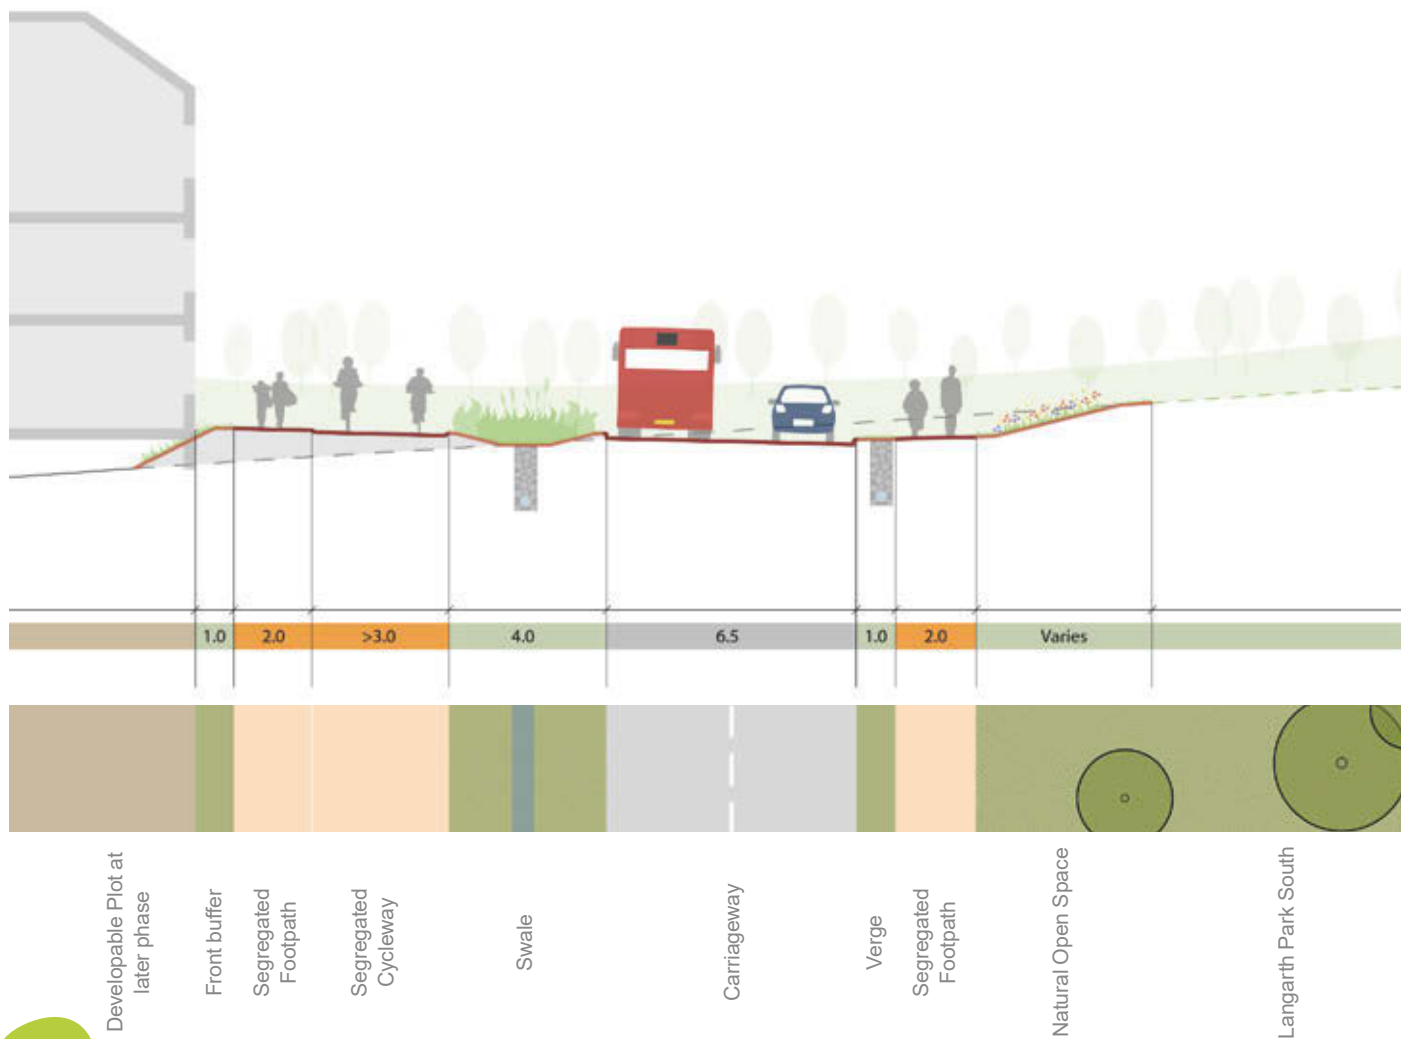 1.0
2.0
>3.0
4.0
6.5
1.0
2.0
Varies
Developable Plot at
later phase
Front buffer
Segregated
Footpath
Segregated
Cycleway
Swale
Carriageway
Verge
Segregated
Footpath
Natural Open Space
Langarth Park South